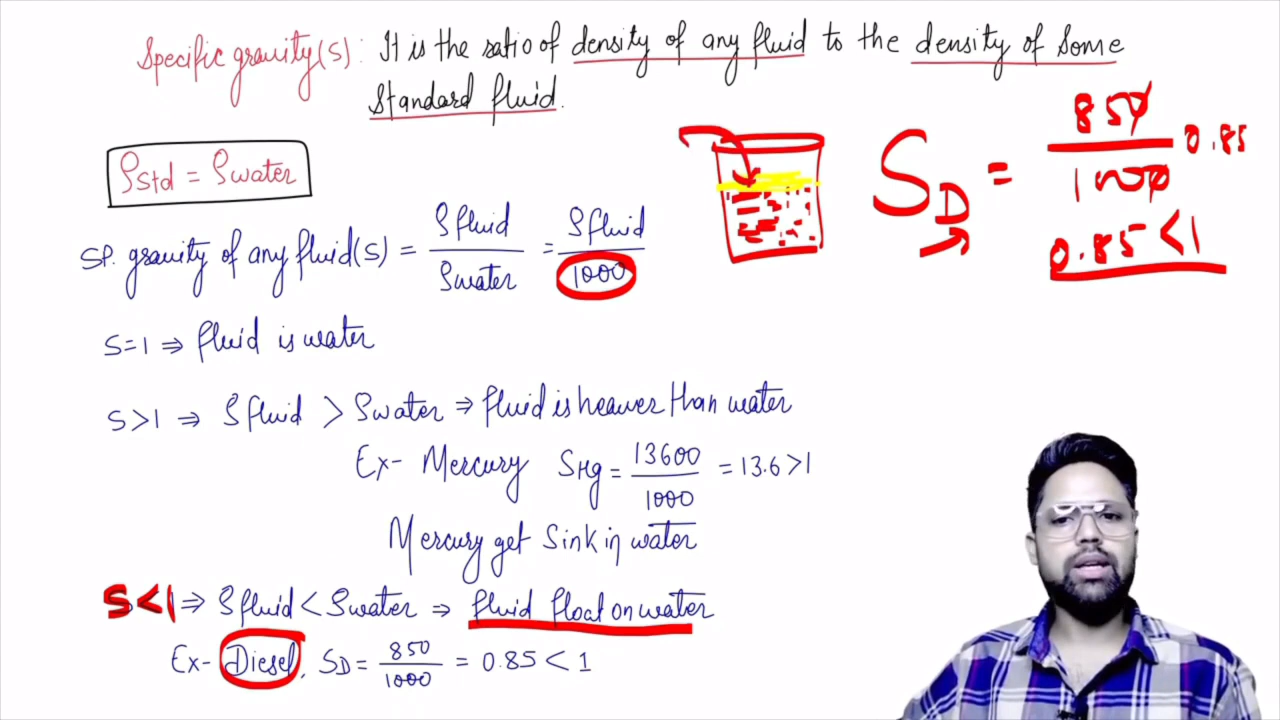 Specific gravity(S): It is the ratio of density of any fluid to the density of Some
Standard fluid.
ρstd = ρwater
SP. gravity of any fluid(S) = ρfluid/ρwater = ρfluid/1000
S=1 ⇒ fluid is water
S>1 ⇒ ρfluid > ρwater ⇒ fluid is heavier than water
Ex- Mercury SHg = 13600/1000 = 13.6>1
Mercury get Sink in water
S<1 ⇒ ρfluid < ρwater ⇒ fluid float on water
Ex- Diesel, SD = 850/1000 = 0.85 < 1
SD = 850/1000 0.85
0.85<1